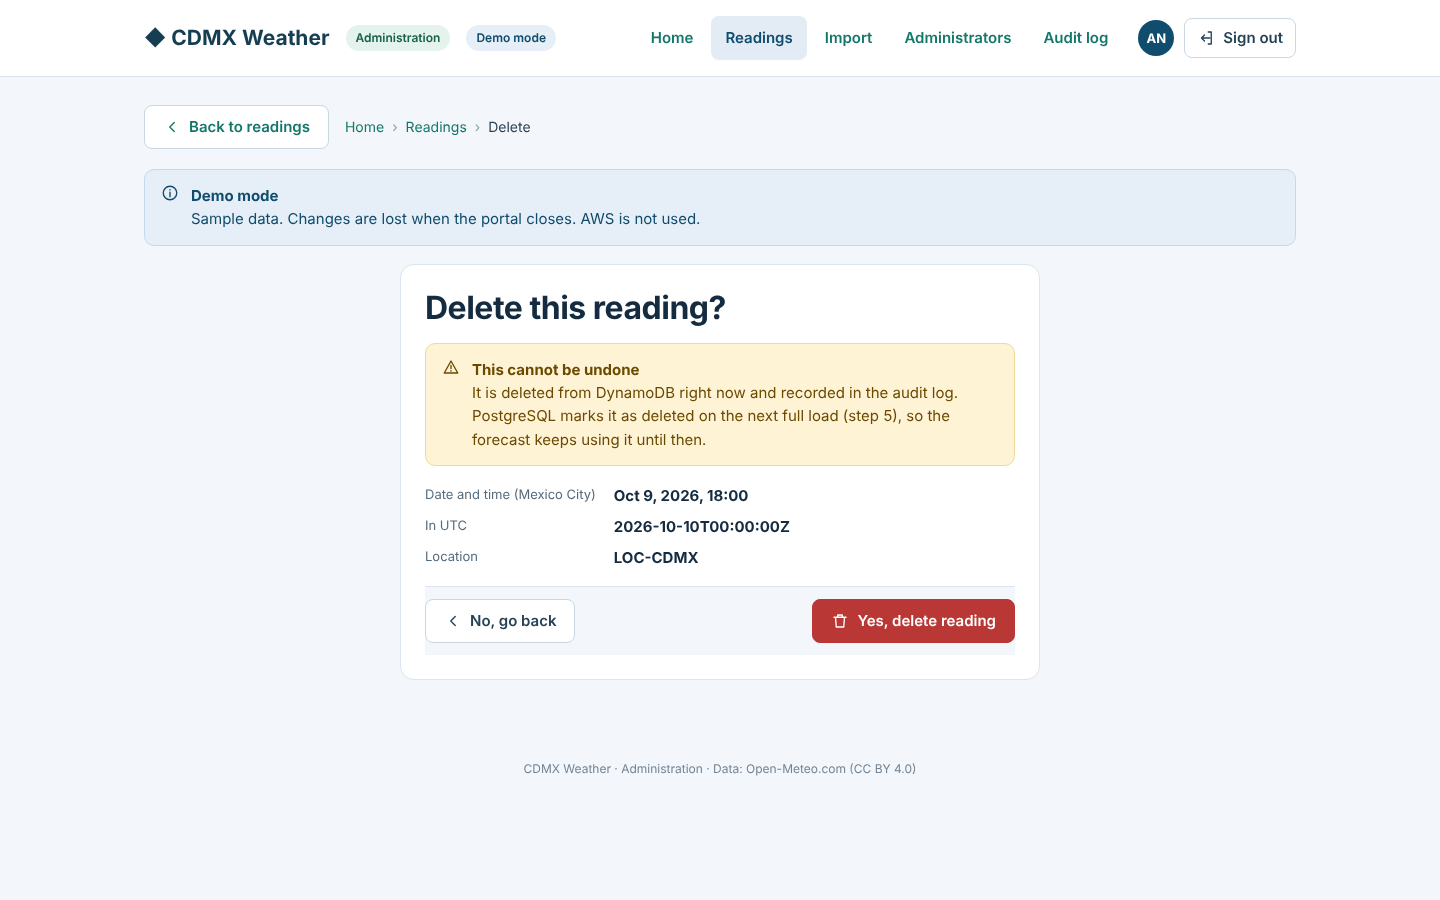 CDMX Weather Administration Demo mode Home Readings Import Administrators Audit log AN Sign out
Back to readings Home › Readings › Delete
Demo mode
Sample data. Changes are lost when the portal closes. AWS is not used.
Delete this reading?
This cannot be undone
It is deleted from DynamoDB right now and recorded in the audit log.
PostgreSQL marks it as deleted on the next full load (step 5), so the
forecast keeps using it until then.
Date and time (Mexico City) Oct 9, 2026, 18:00
In UTC 2026-10-10T00:00:00Z
Location LOC-CDMX
No, go back Yes, delete reading
CDMX Weather · Administration · Data: Open-Meteo.com (CC BY 4.0)